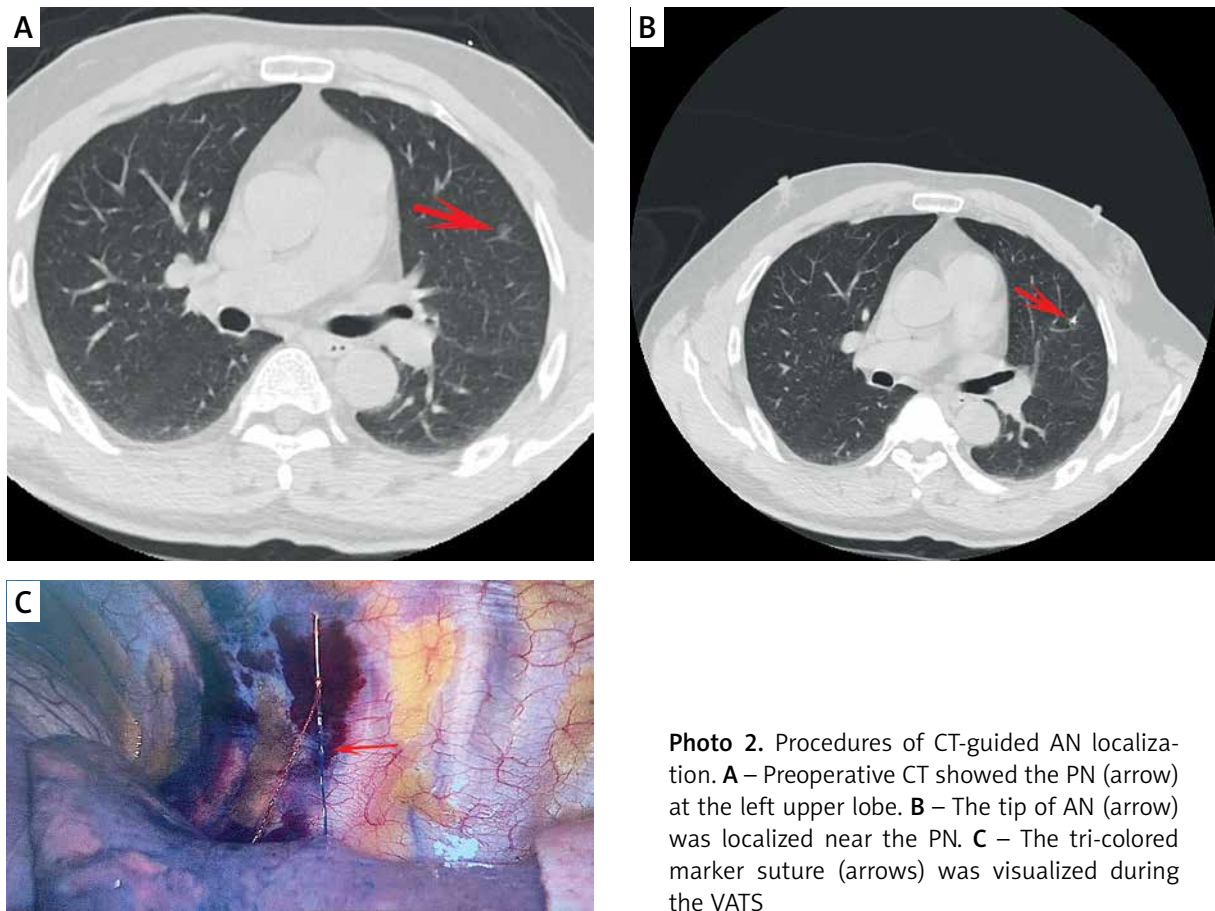 A
B
C
Photo 2. Procedures of CT-guided AN localiza-
tion. A – Preoperative CT showed the PN (arrow)
at the left upper lobe. B – The tip of AN (arrow)
was localized near the PN. C – The tri-colored
marker suture (arrows) was visualized during
the VATS